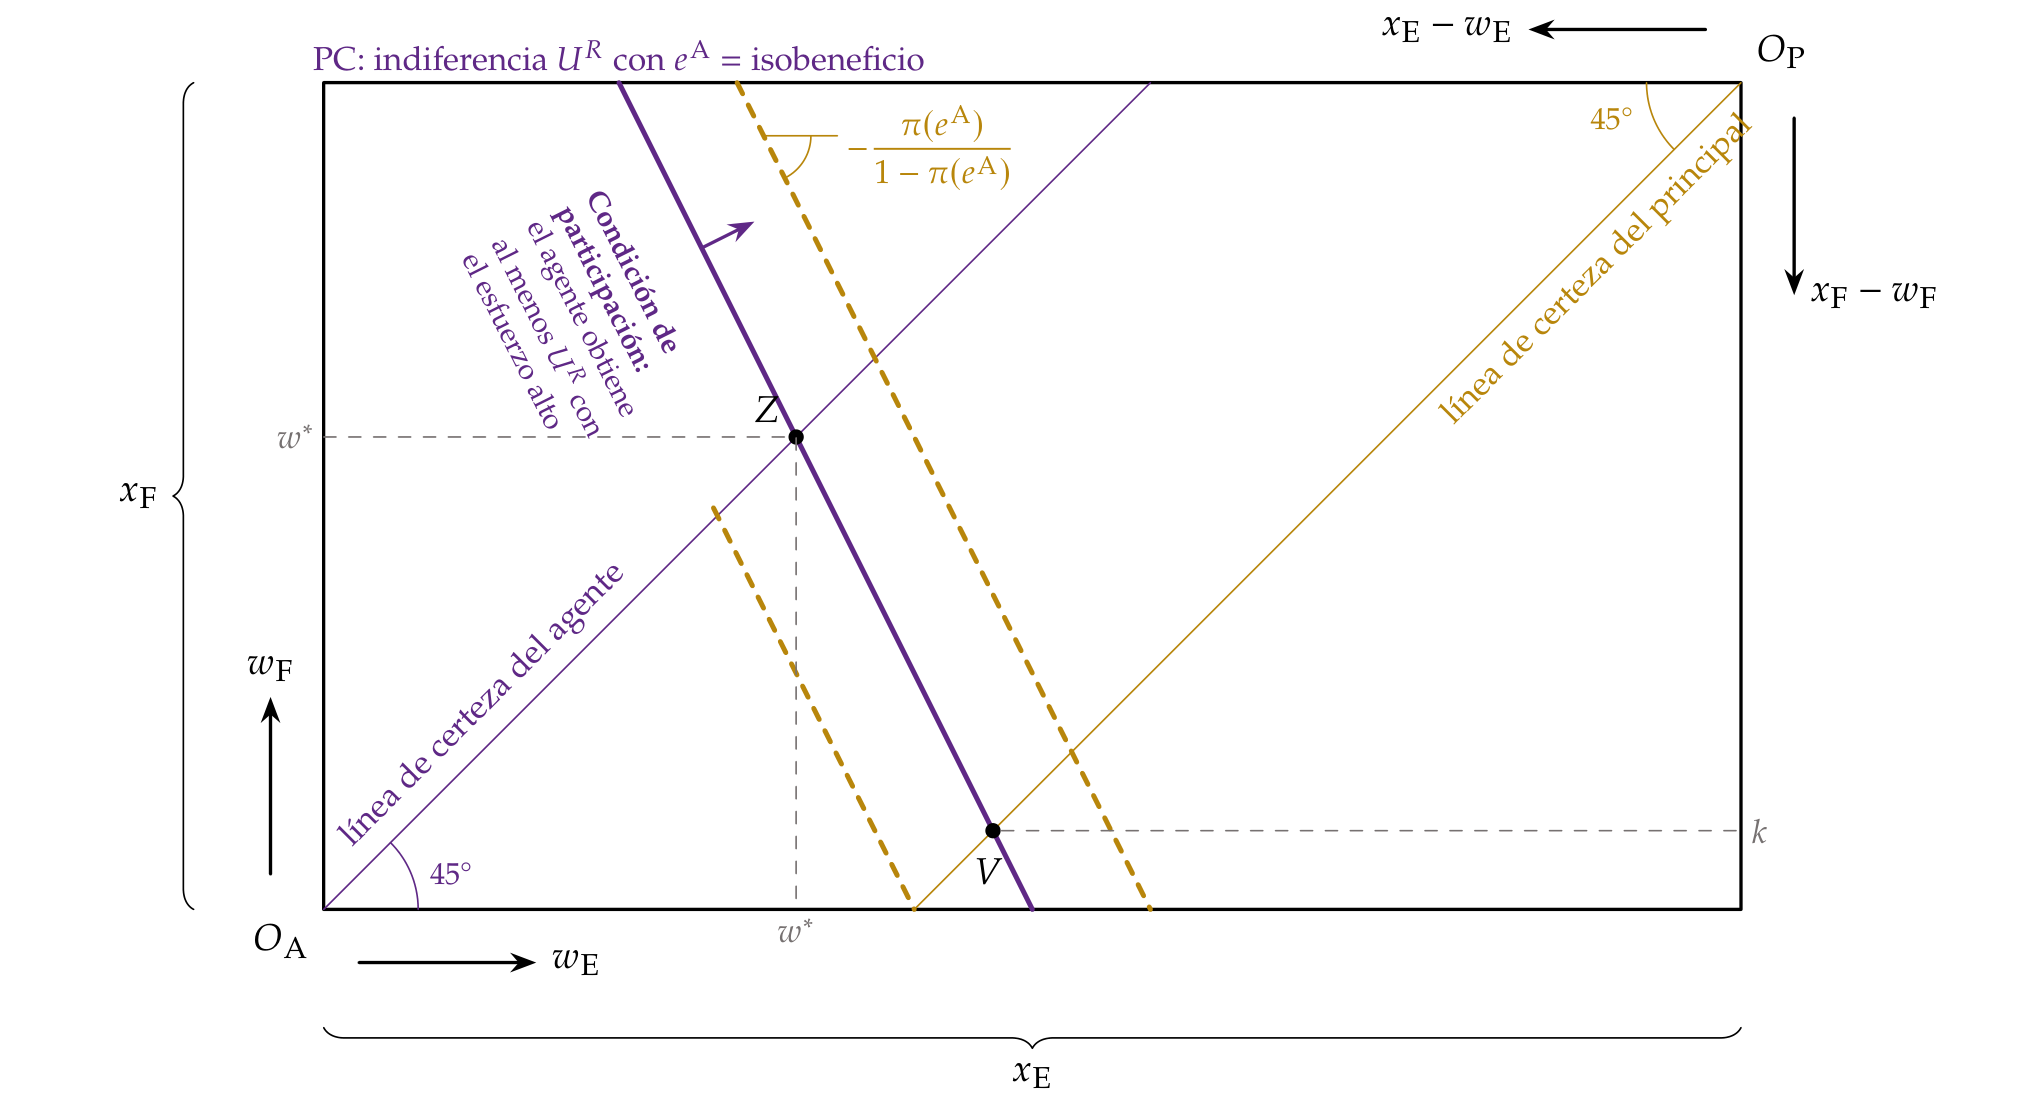 x_E − w_E
O_P
PC: indiferencia U^R con e^A = isobeneficio
45°
− π(e^A) / 1 − π(e^A)
línea de certeza del principal
x_F − w_F
Condición de
participación:
el agente obtiene
al menos U^R con
el esfuerzo alto
Z
w*
x_F
línea de certeza del agente
w_F
k
V
45°
O_A
w*
w_E
x_E